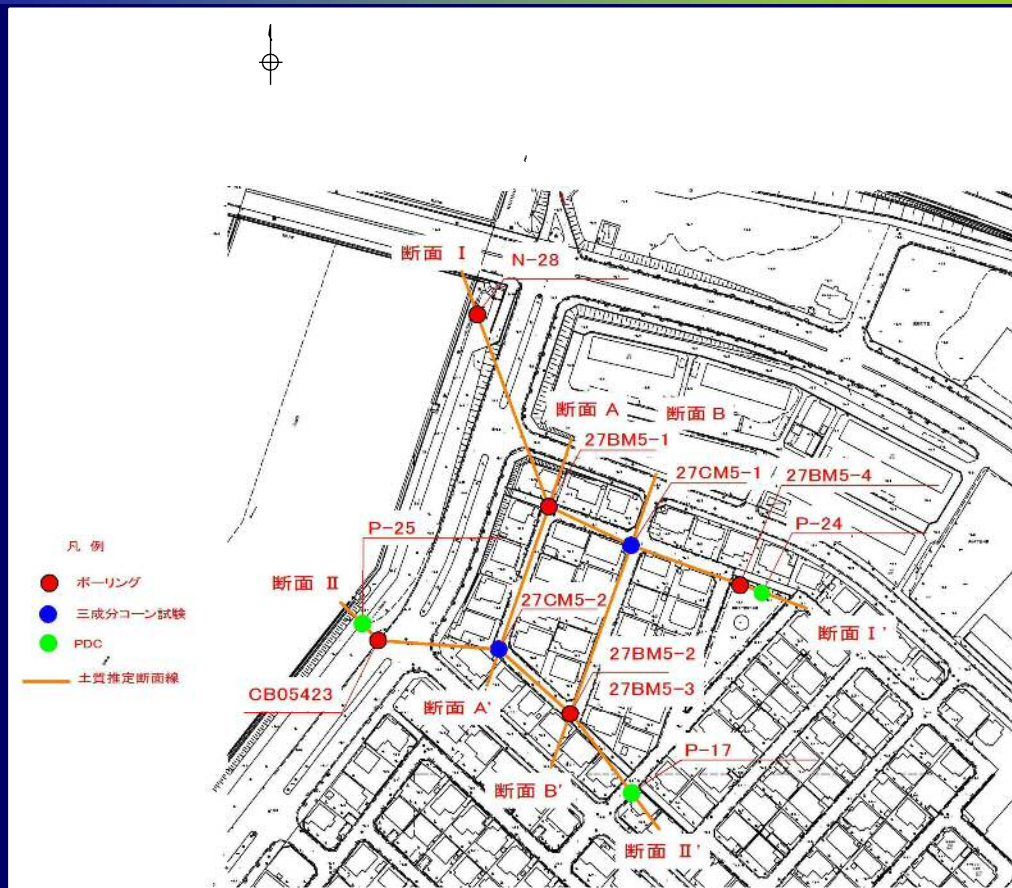 断面 I
N-28
断面 A
断面 B
27BM5-1
27CM5-1
27BM5-4
P-25
P-24
凡 例
ボーリング
三成分コーン試験
PDC
土質推定断面線
断面 II
27CM5-2
断面 I'
27BM5-2
27BM5-3
CB05423
断面 A'
P-17
断面 B'
断面 II'